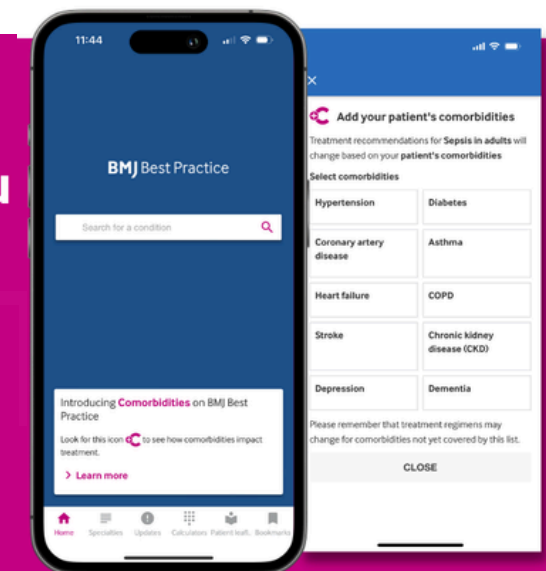 u
11:44
BMJ Best Practice
Search for a condition
Introducing Comorbidities on BMJ Best
Practice
Look for this icon +C to see how comorbidities impact
treatment.
> Learn more
Home Specialties Updates Calculators Patient leafl. Bookmarks
×
+C Add your patient's comorbidities
Treatment recommendations for Sepsis in adults will
change based on your patient's comorbidities
Select comorbidities
Hypertension Diabetes
Coronary artery
disease
Asthma
Heart failure COPD
Stroke
Chronic kidney
disease (CKD)
Depression Dementia
Please remember that treatment regimens may
change for comorbidities not yet covered by this list.
CLOSE